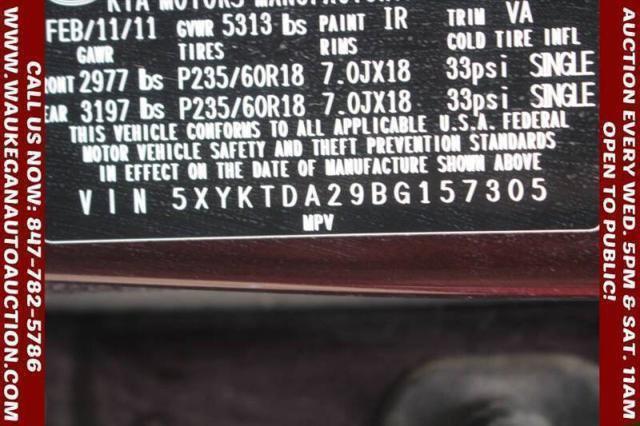 WWW.WAUKEGANAUTOAUCTION.COM
CALL US NOW: 847-782-5786
KIA MOTORS MANUFACTUR
FEB/11/11 GVWR 5313 lbs PAINT IR TRIM VA
GAWR TIRES RIMS COLD TIRE INFL
RONT 2977 lbs P235/60R18 7.0JX18 33psi SINGLE
EAR 3197 lbs P235/60R18 7.0JX18 33psi SINGLE
THIS VEHICLE CONFORMS TO ALL APPLICABLE U.S.A. FEDERAL
MOTOR VEHICLE SAFETY AND THEFT PREVENTION STANDARDS
IN EFFECT ON THE DATE OF MANUFACTURE SHOWN ABOVE
VIN 5XYKTDA29BG157305
MPV
AUCTION EVERY WED. 5PM & SAT. 11AM
OPEN TO PUBLIC!